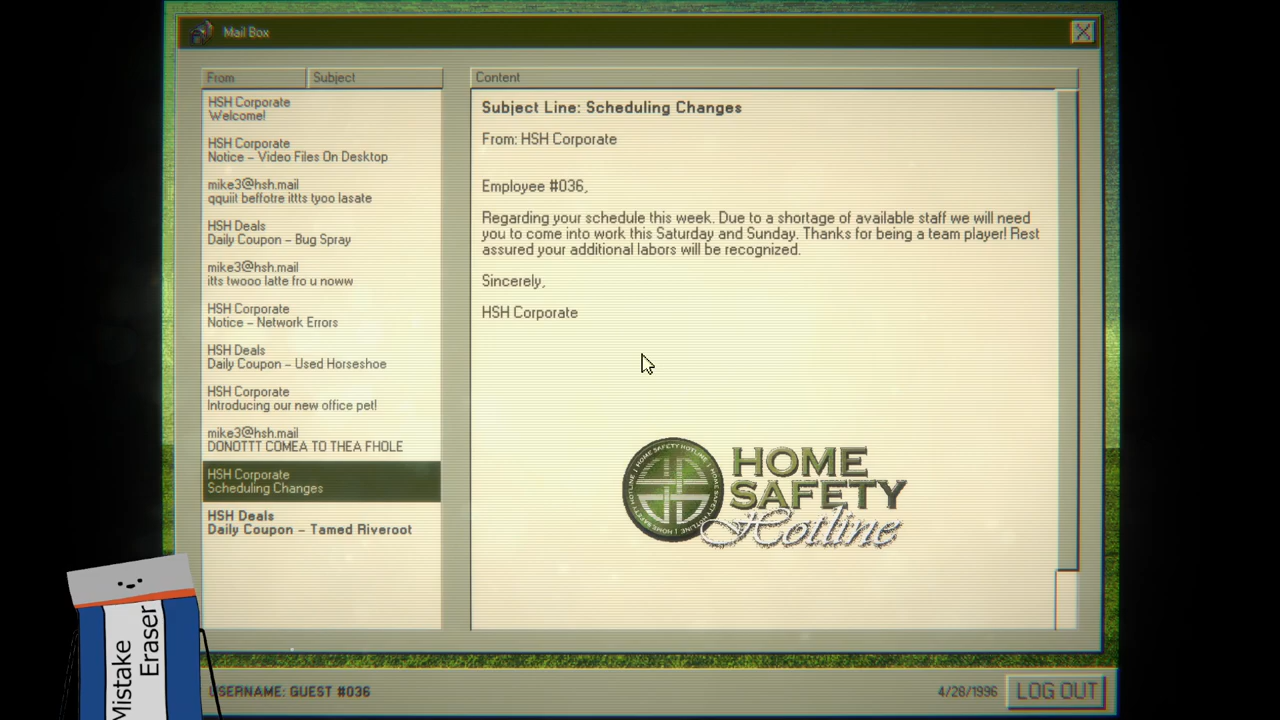 Mail Box
From Subject
HSH Corporate
Welcome!
HSH Corporate
Notice - Video Files On Desktop
mike3@hsh.mail
qquiit beffotre ittts tyoo lasate
HSH Deals
Daily Coupon - Bug Spray
mike3@hsh.mail
itts twooo latte fro u noww
HSH Corporate
Notice - Network Errors
HSH Deals
Daily Coupon - Used Horseshoe
HSH Corporate
Introducing our new office pet!
mike3@hsh.mail
DONOTTT COMEA TO THEA FHOLE
HSH Corporate
Scheduling Changes
HSH Deals
Daily Coupon - Tamed Riveroot
Content
Subject Line: Scheduling Changes
From: HSH Corporate
Employee #036,
Regarding your schedule this week. Due to a shortage of available staff we will need
you to come into work this Saturday and Sunday. Thanks for being a team player! Rest
assured your additional labors will be recognized.
Sincerely,
HSH Corporate
HOME
SAFETY
Hotline
Mistake
Eraser
USERNAME: GUEST #036
4/28/1996
LOG OUT